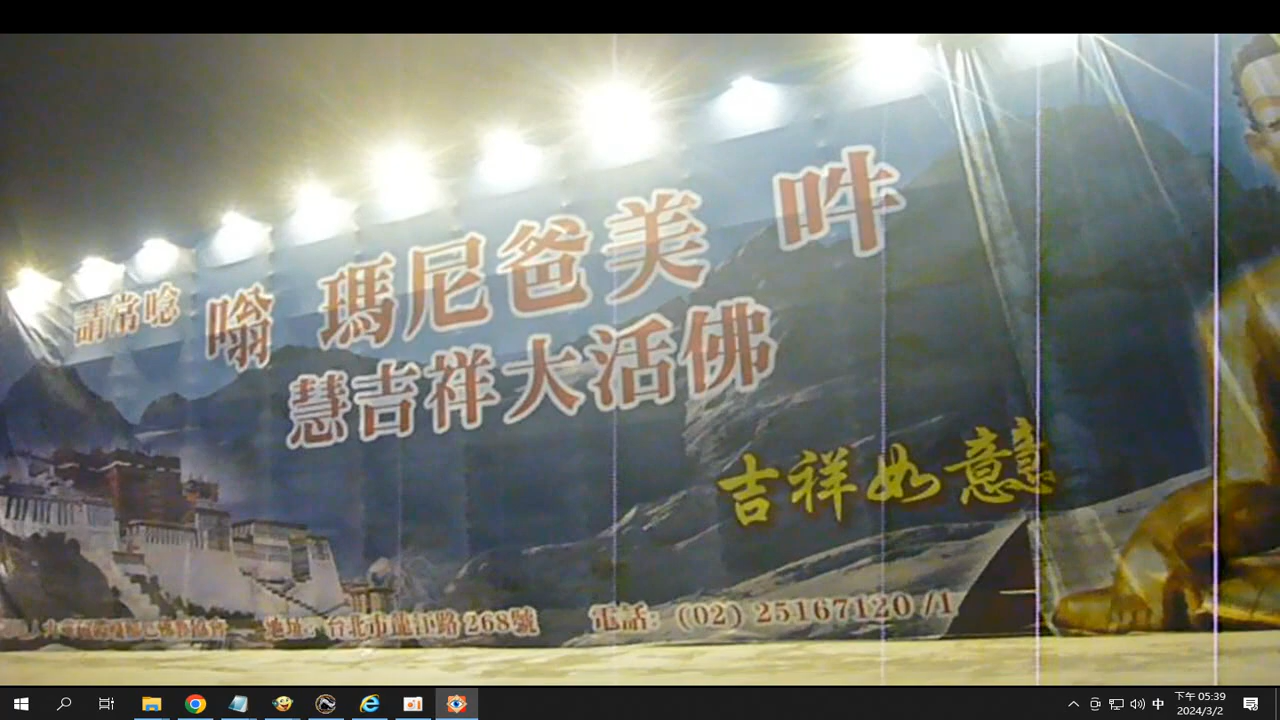 請常唸
嗡 瑪尼爸美 吽
慧吉祥大活佛
吉祥如意
地址: 台北市龍江路268號 電話: (02) 25167120 /1
下午 05:39
中
2024/3/2